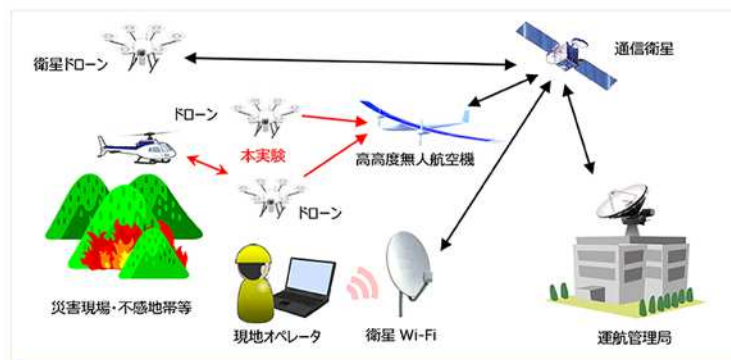 衛星ドローン
通信衛星
ドローン
本実験
高高度無人航空機
ドローン
災害現場・不感地帯等
現地オペレータ
衛星 Wi-Fi
運航管理局